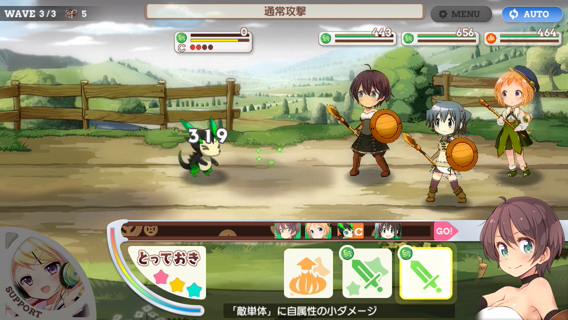 WAVE 3/3 5
通常攻撃
MENU
AUTO
0
C
443
656
464
319
C
GO!
とっておき
SUPPORT
「敵単体」に自属性の小ダメージ